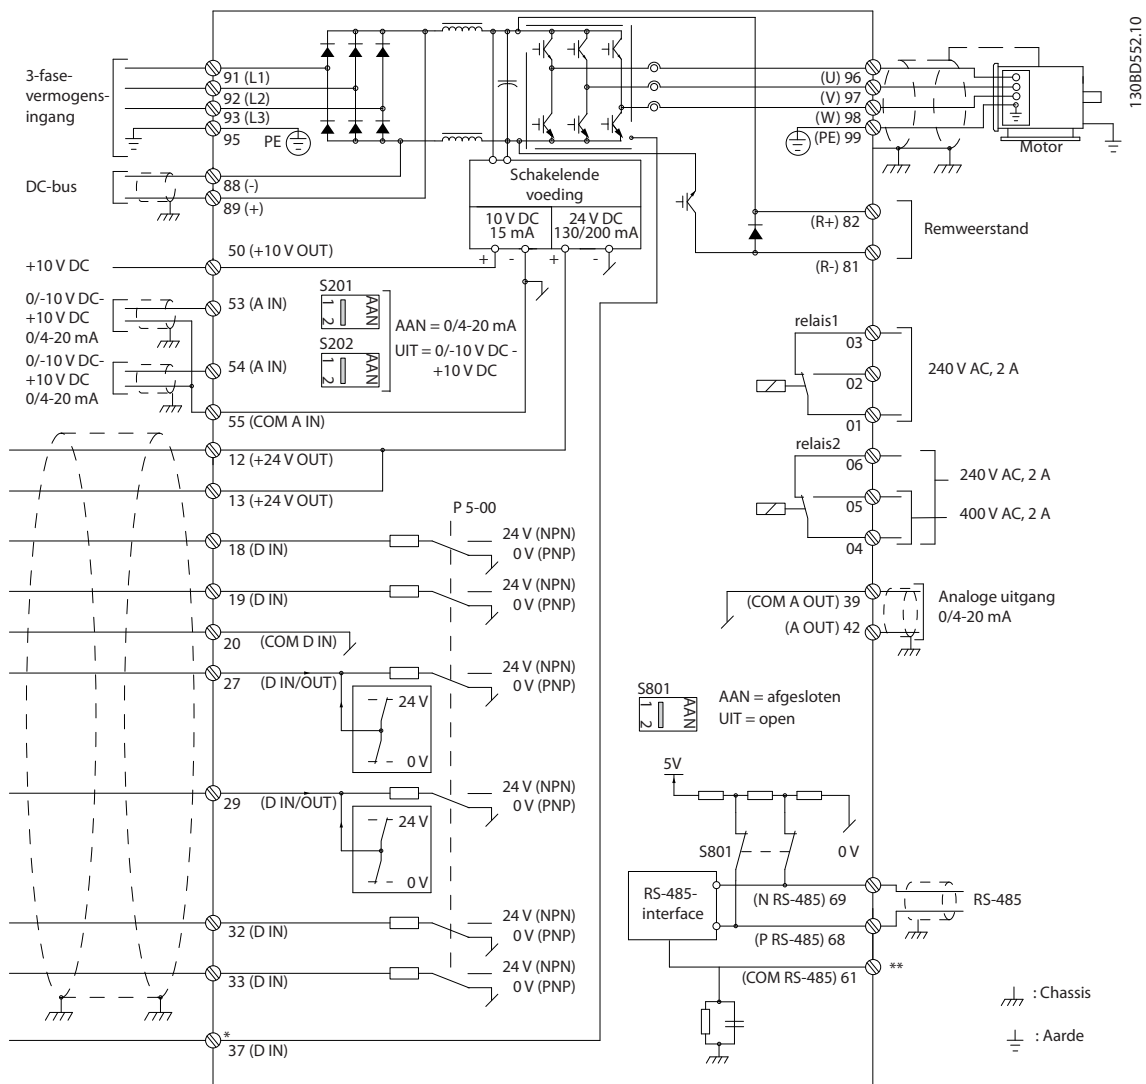 130BD552.10
3-fase-
vermogens-
ingang
91 (L1)
92 (L2)
93 (L3)
95
PE
DC-bus
88 (-)
89 (+)
50 (+10 V OUT)
+10 V DC
0/-10 V DC-
+10 V DC
0/4-20 mA
53 (A IN)
0/-10 V DC-
+10 V DC
0/4-20 mA
54 (A IN)
55 (COM A IN)
12 (+24 V OUT)
13 (+24 V OUT)
18 (D IN)
19 (D IN)
20 (COM D IN)
27 (D IN/OUT)
24 V
0 V
29 (D IN/OUT)
24 V
0 V
32 (D IN)
33 (D IN)
*
37 (D IN)
Schakelende
voeding
10 V DC
15 mA
24 V DC
130/200 mA
+ - + -
S201
1 2
AAN
S202
1 2
AAN
AAN = 0/4-20 mA
UIT = 0/-10 V DC -
+10 V DC
P 5-00
24 V (NPN)
0 V (PNP)
24 V (NPN)
0 V (PNP)
24 V (NPN)
0 V (PNP)
24 V (NPN)
0 V (PNP)
24 V (NPN)
0 V (PNP)
24 V (NPN)
0 V (PNP)
(U) 96
(V) 97
(W) 98
(PE) 99
Motor
(R+) 82
(R-) 81
Remweerstand
relais1
03
02
01
240 V AC, 2 A
relais2
06
05
04
240 V AC, 2 A
400 V AC, 2 A
(COM A OUT) 39
(A OUT) 42
Analoge uitgang
0/4-20 mA
S801
1 2
AAN
AAN = afgesloten
UIT = open
5V
S801
0 V
RS-485-
interface
(N RS-485) 69
(P RS-485) 68
(COM RS-485) 61
**
RS-485
: Chassis
: Aarde